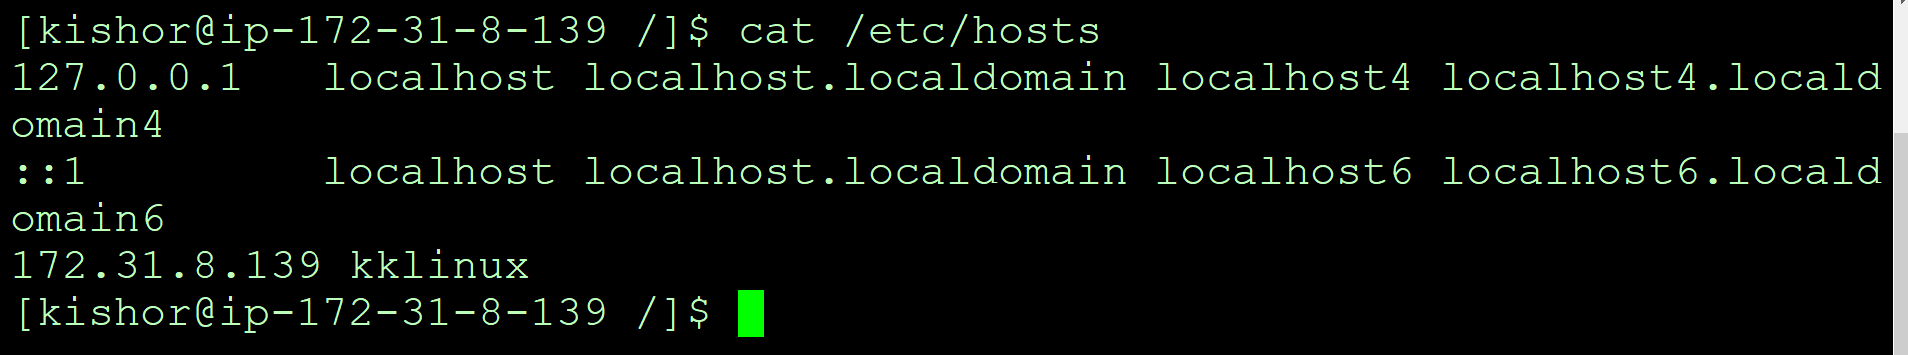 [kishor@ip-172-31-8-139 /]$ cat /etc/hosts
127.0.0.1   localhost localhost.localdomain localhost4 localhost4.locald
omain4
::1         localhost localhost.localdomain localhost6 localhost6.locald
omain6
172.31.8.139 kklinux
[kishor@ip-172-31-8-139 /]$